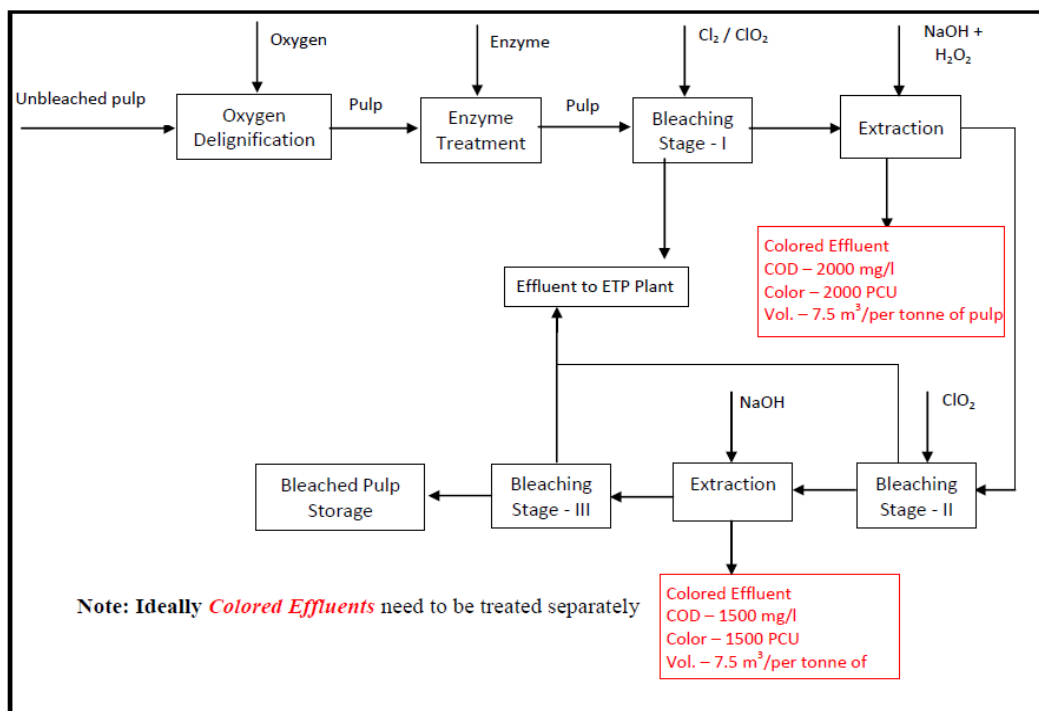 Oxygen
Enzyme
Cl₂ / ClO₂
NaOH +
H₂O₂
Unbleached pulp
Oxygen
Delignification
Pulp
Enzyme
Treatment
Pulp
Bleaching
Stage - I
Extraction
Colored Effluent
COD – 2000 mg/l
Color – 2000 PCU
Vol. – 7.5 m³/per tonne of pulp
Effluent to ETP Plant
NaOH
ClO₂
Bleached Pulp
Storage
Bleaching
Stage - III
Extraction
Bleaching
Stage - II
Colored Effluent
COD – 1500 mg/l
Color – 1500 PCU
Vol. – 7.5 m³/per tonne of
Note: Ideally Colored Effluents need to be treated separately